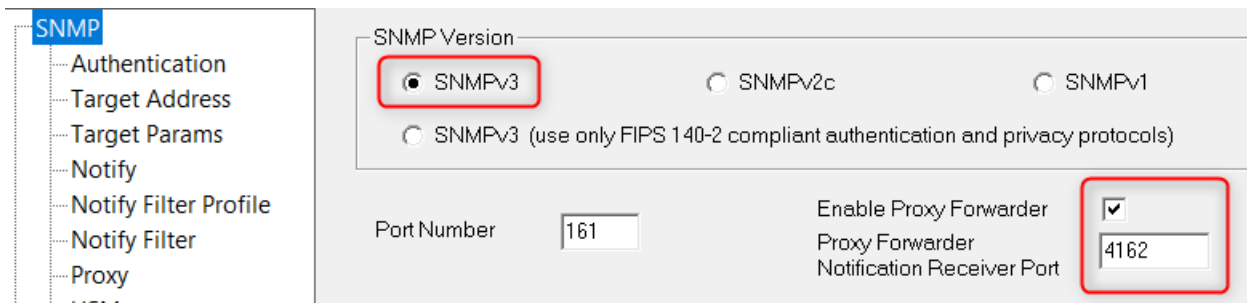 SNMP
Authentication
Target Address
Target Params
Notify
Notify Filter Profile
Notify Filter
Proxy
SNMP Version
SNMPv3
SNMPv2c
SNMPv1
SNMPv3 (use only FIPS 140-2 compliant authentication and privacy protocols)
Port Number
161
Enable Proxy Forwarder
Proxy Forwarder
Notification Receiver Port
4162